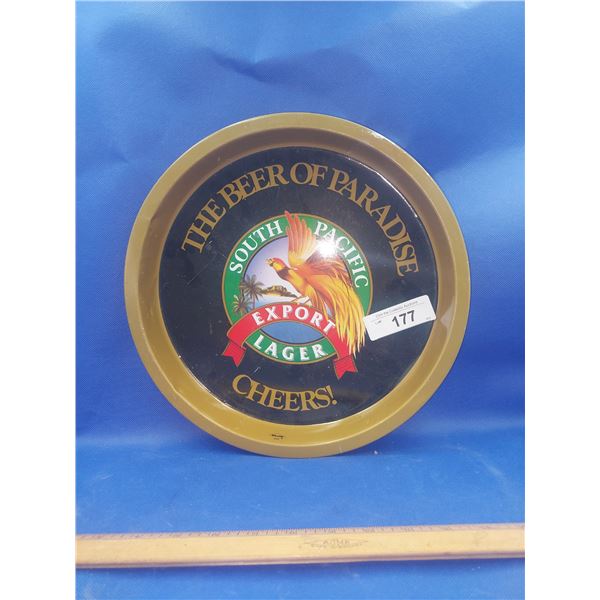 THE BEER OF PARADISE
SOUTH PACIFIC
EXPORT
LAGER
CHEERS!
177